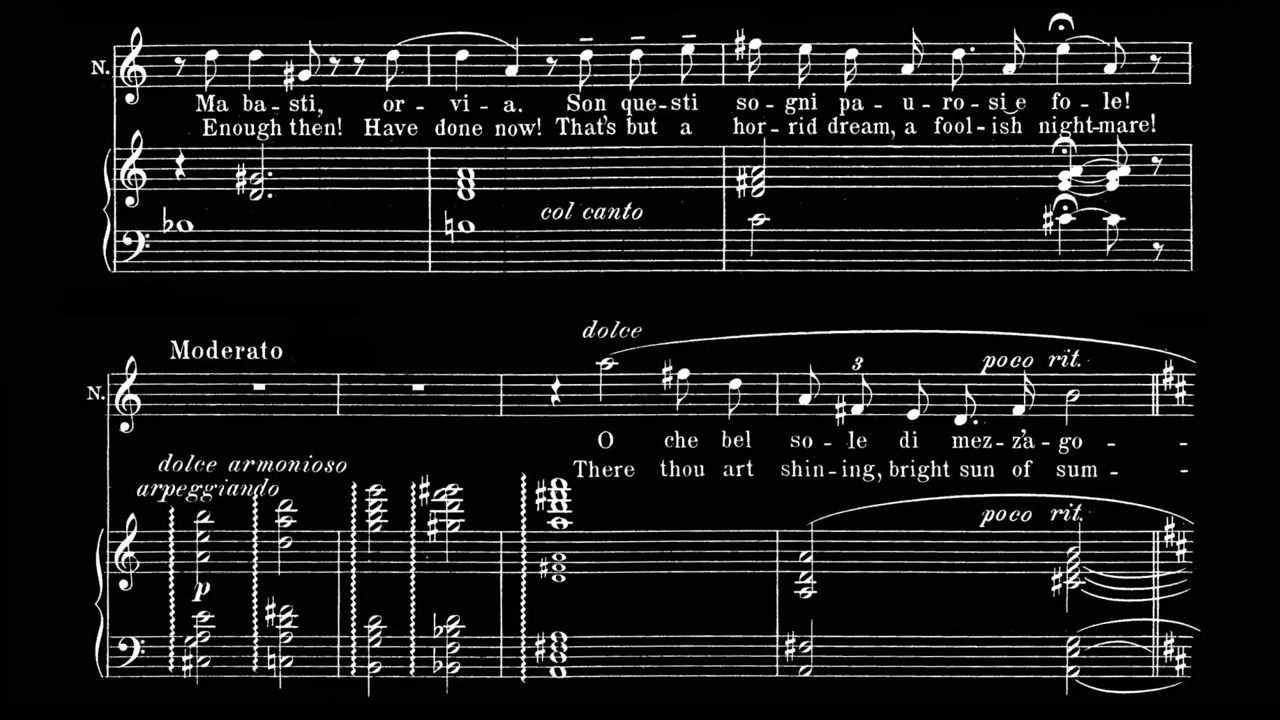 N.
Ma ba - sti, or - vi - a. Son que-sti so - gni pa - u - ro - si e fo - le!
Enough then! Have done now! That's but a hor - rid dream, a fool - ish night-mare!
col canto
Moderato
dolce
poco rit.
N.
3
O che bel so - le di mez - z'a - go - -
There thou art shin - ing, bright sun of sum - -
dolce armonioso
arpeggiando
poco rit.
p